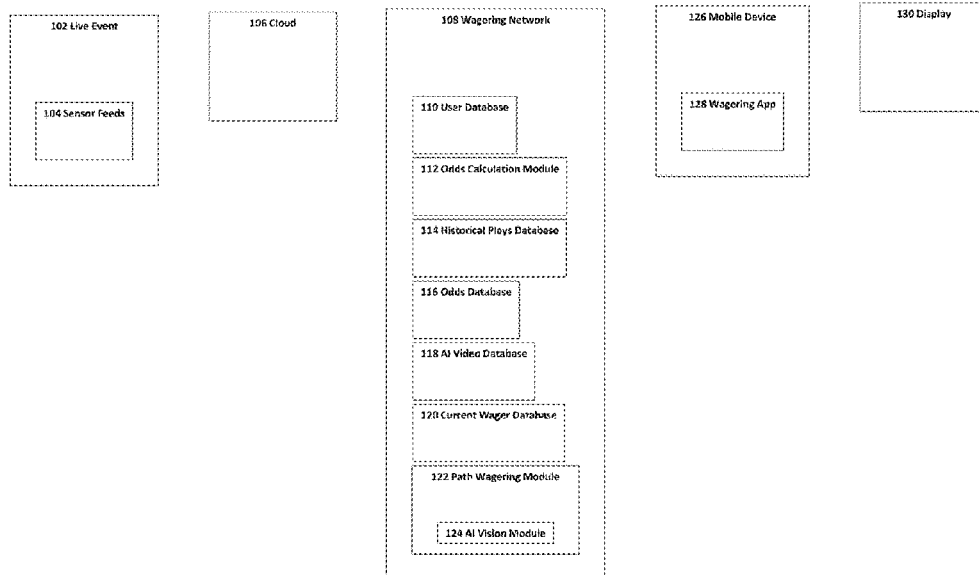 102 Live Event
104 Sensor Feeds
106 Cloud
108 Wagering Network
110 User Database
112 Odds Calculation Module
114 Historical Plays Database
116 Odds Database
118 AI Video Database
120 Current Wager Database
122 Path Wagering Module
124 AI Vision Module
126 Mobile Device
128 Wagering App
130 Display